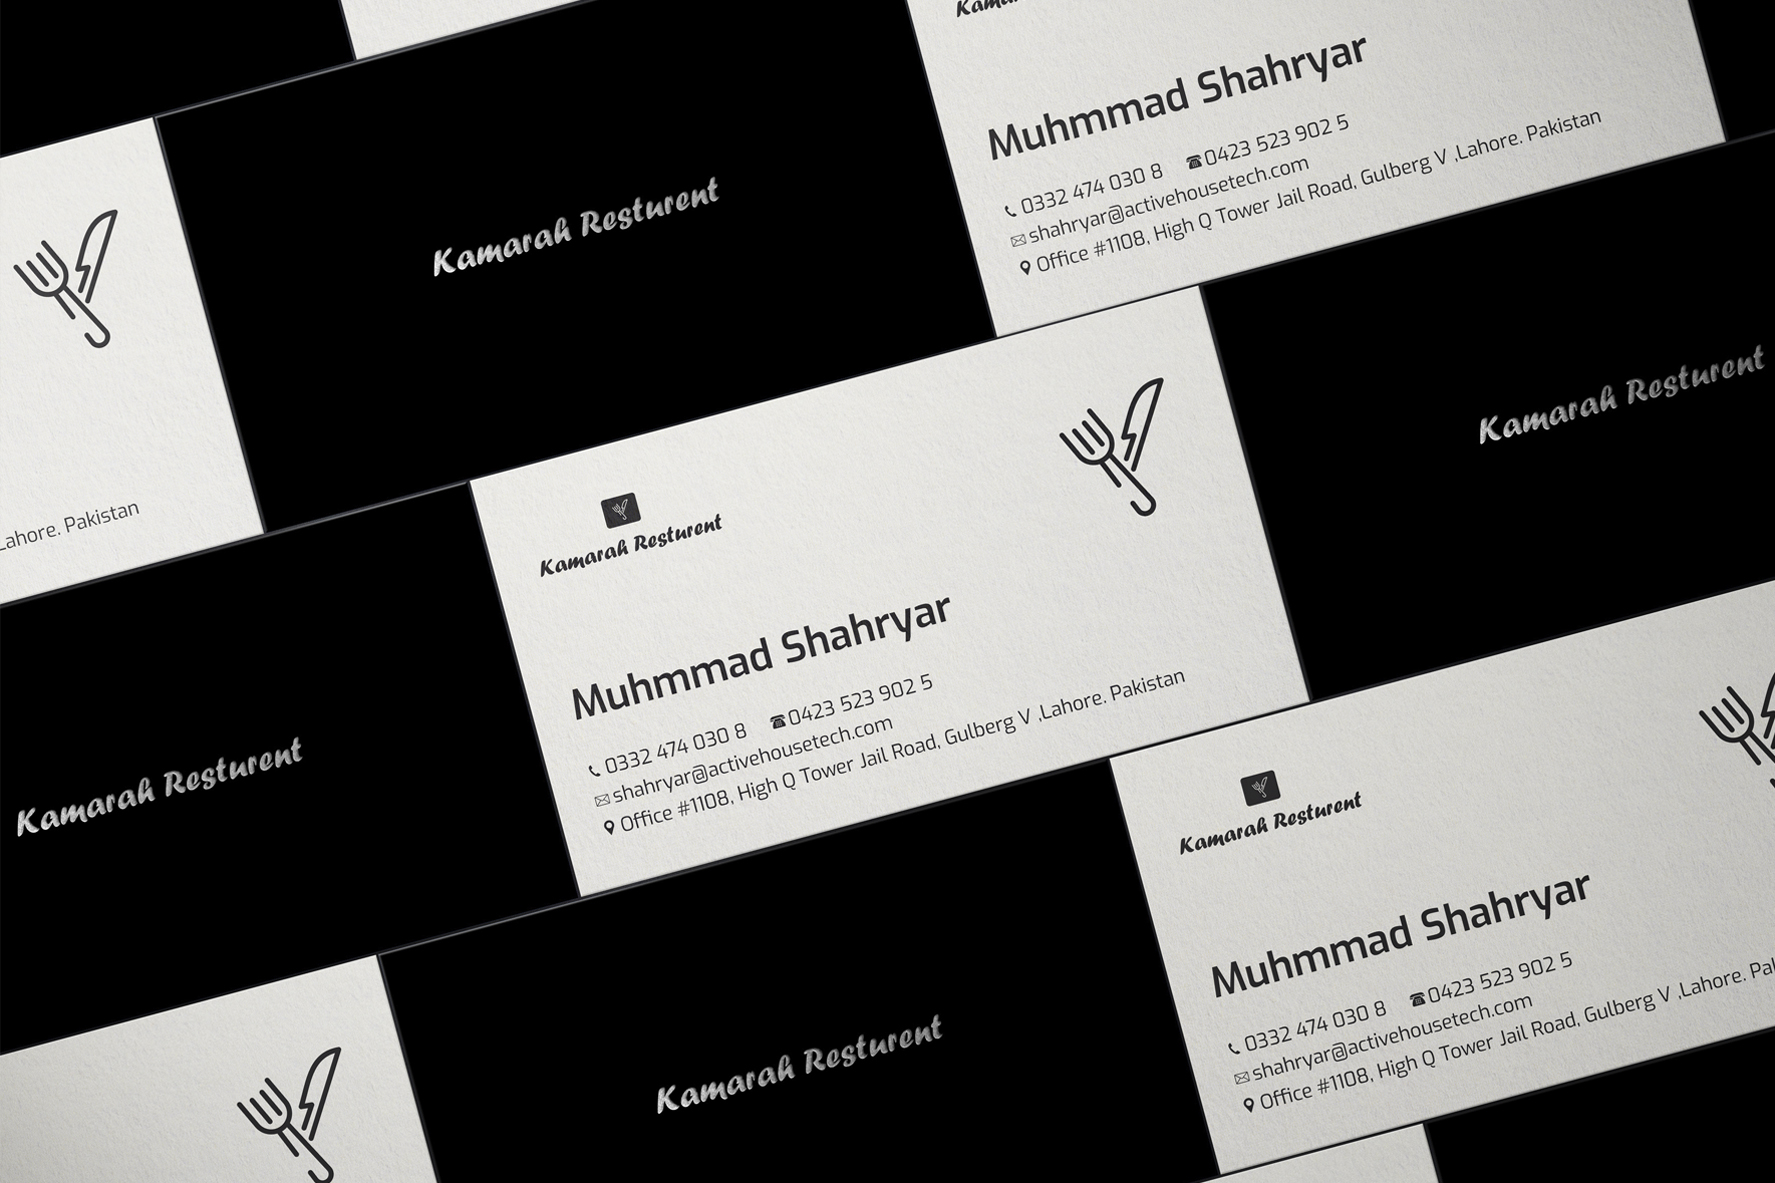 Kama
Muhmmad Shahryar
0332 474 030 8 0423 523 902 5
shahryar@activehousetech.com
Office #1108, High Q Tower Jail Road, Gulberg V ,Lahore. Pakistan
Kamarah Resturent
Lahore. Pakistan
Kamarah Resturent
Kamarah Resturent
Muhmmad Shahryar
0332 474 030 8 0423 523 902 5
shahryar@activehousetech.com
Office #1108, High Q Tower Jail Road, Gulberg V ,Lahore. Pakistan
Kamarah Resturent
Kamarah Resturent
Kamarah Resturent
Muhmmad Shahryar
0332 474 030 8 0423 523 902 5
shahryar@activehousetech.com
Office #1108, High Q Tower Jail Road, Gulberg V ,Lahore. Pa
Kamarah Resturent